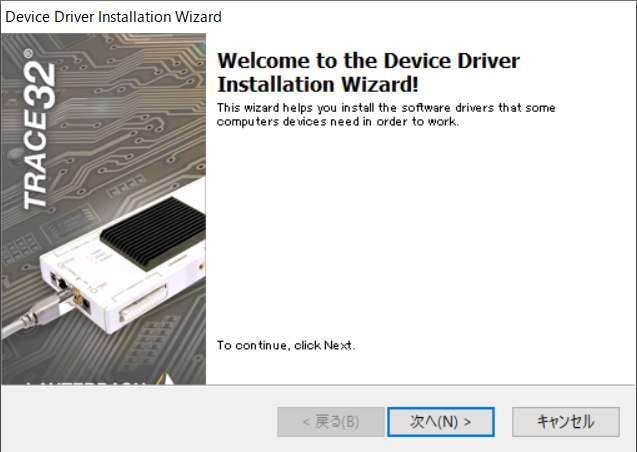 Device Driver Installation Wizard
TRACE32®
Welcome to the Device Driver
Installation Wizard!
This wizard helps you install the software drivers that some
computers devices need in order to work.
To continue, click Next.
LAUTERBACH
< 戻る(B)
次へ(N) >
キャンセル